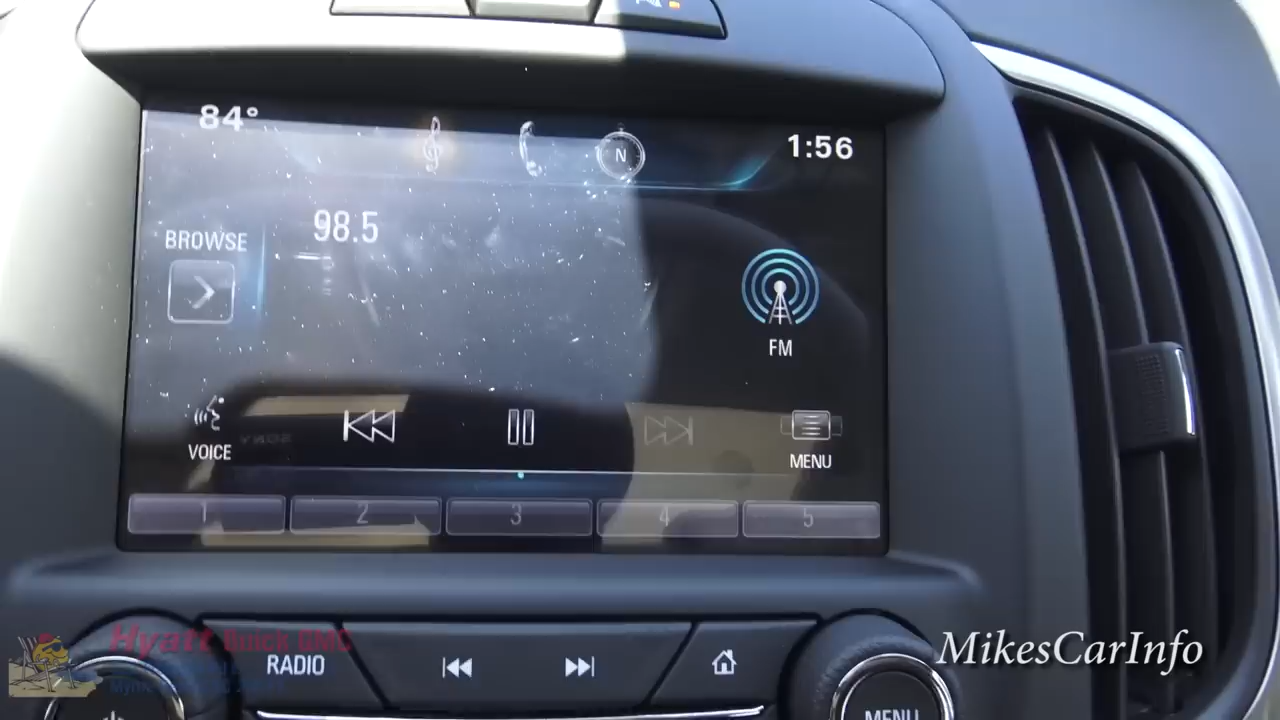 84°
N
1:56
98.5
BROWSE
FM
VOICE
MENU
1 2 3 4 5
Hyatt Buick GMC
RADIO
MikesCarInfo
MENU